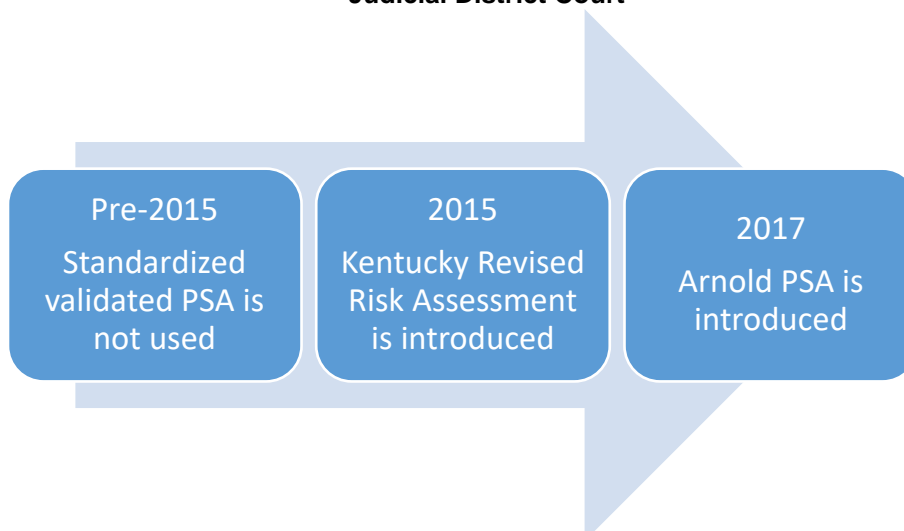 Judicial District Court
Pre-2015
Standardized
validated PSA is
not used
2015
Kentucky Revised
Risk Assessment
is introduced
2017
Arnold PSA is
introduced